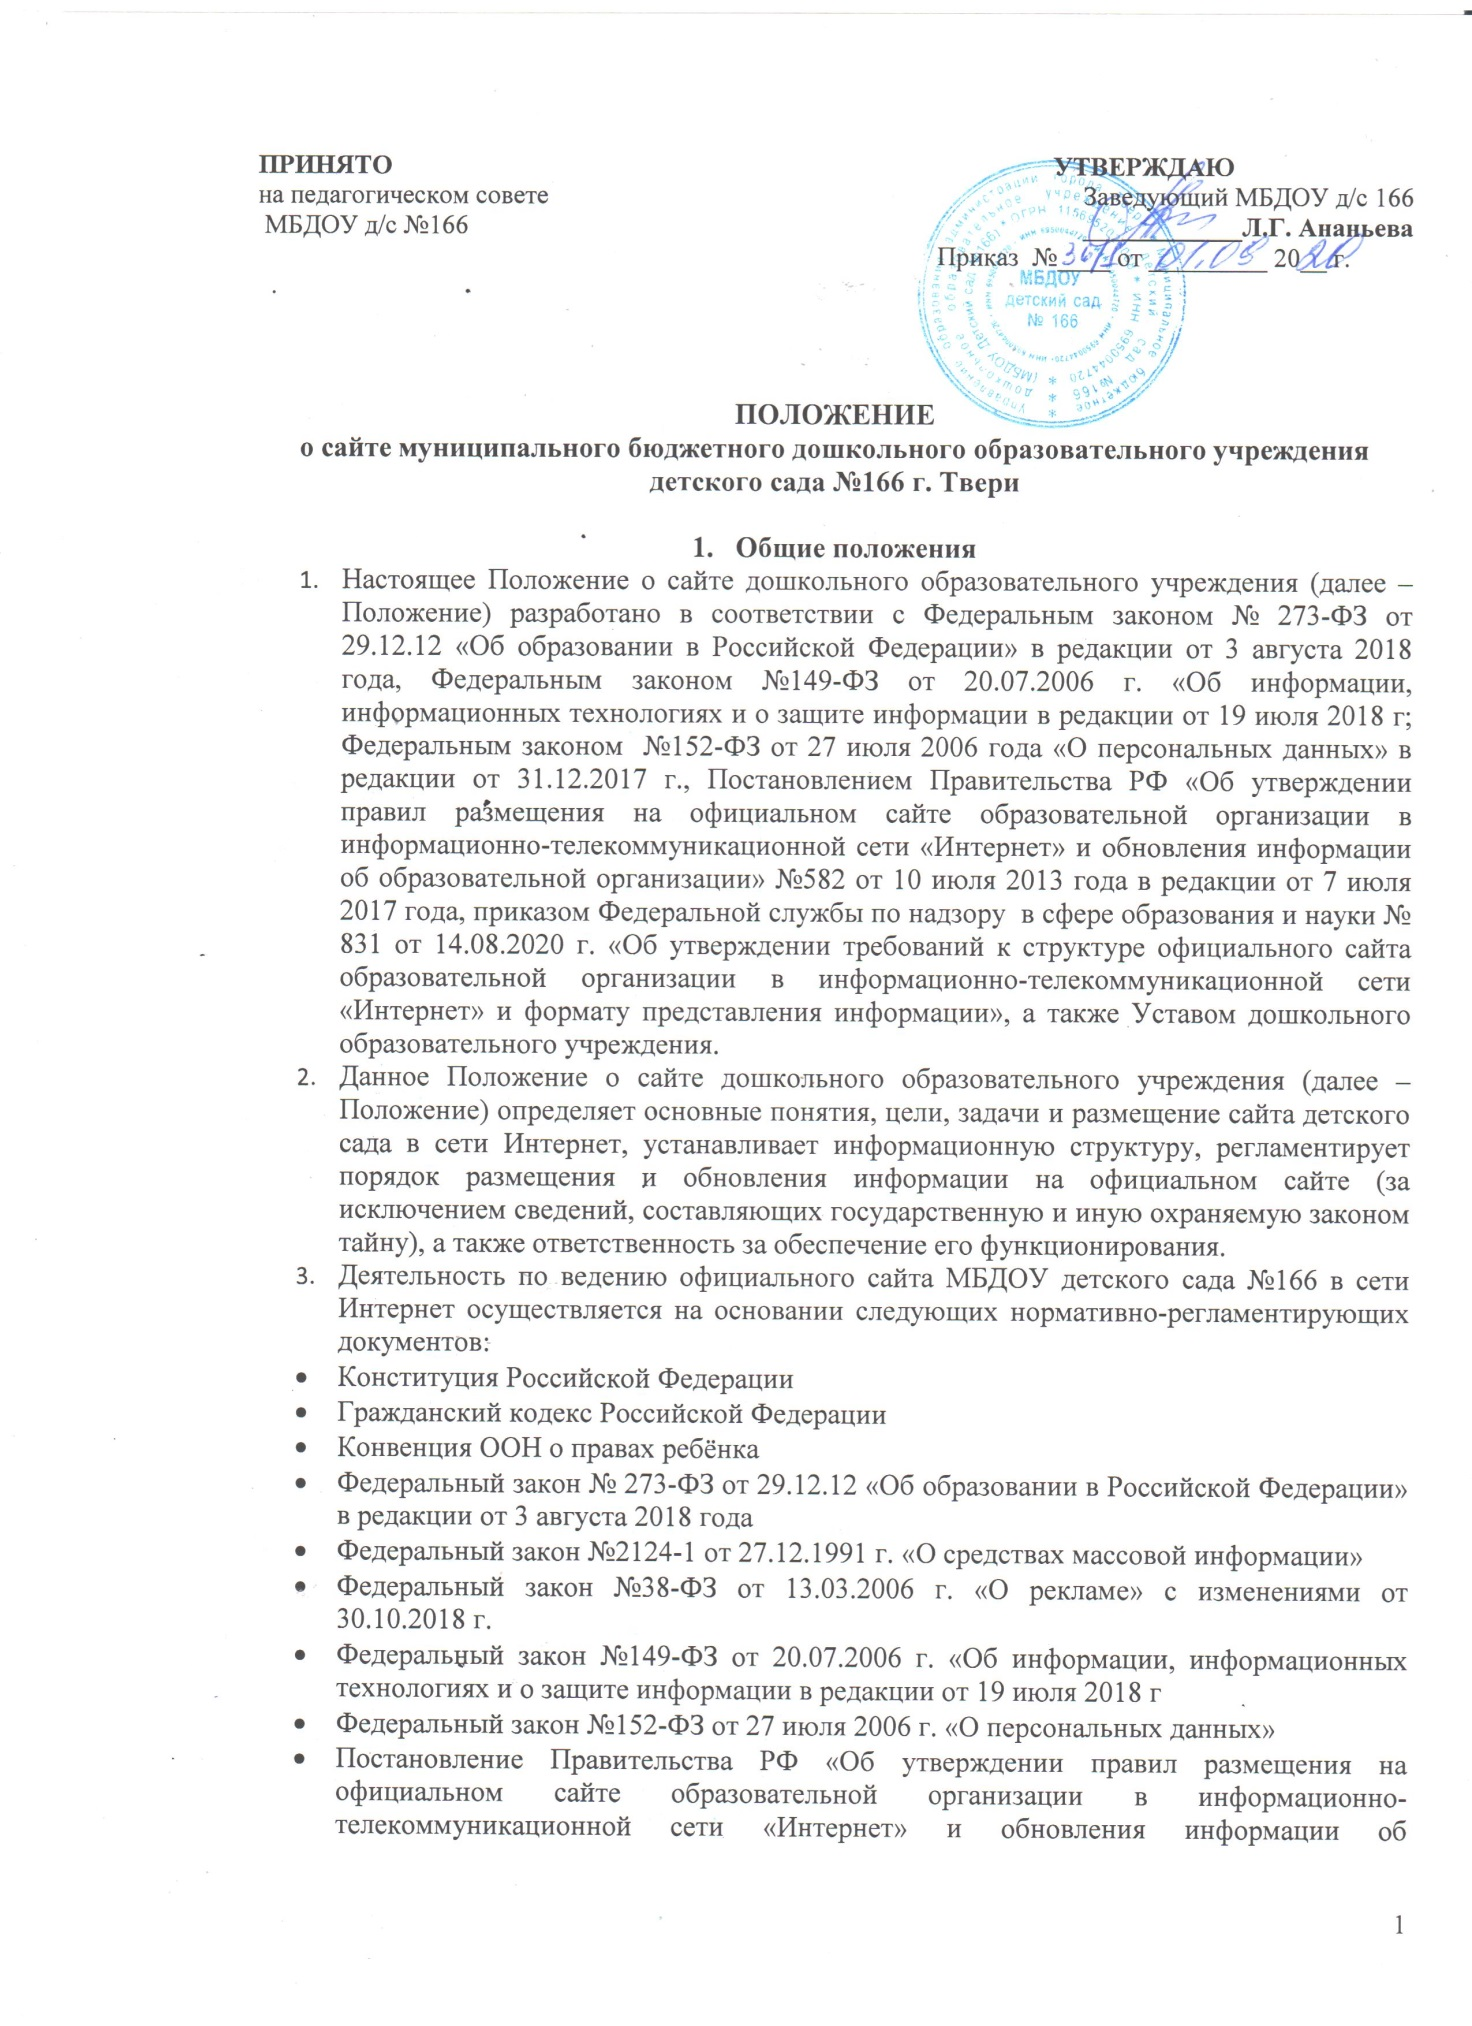 ПРИНЯТО
на педагогическом совете
МБДОУ д/с №166
УТВЕРЖДАЮ
Заведующий МБДОУ д/с 166
____________Л.Г. Ананьева
Приказ № от 20 20 г.
МБДОУ
детский сад
№ 166
ПОЛОЖЕНИЕ
о сайте муниципального бюджетного дошкольного образовательного учреждения
детского сада №166 г. Твери
1. Общие положения
1. Настоящее Положение о сайте дошкольного образовательного учреждения (далее –
Положение) разработано в соответствии с Федеральным законом № 273-ФЗ от
29.12.12 «Об образовании в Российской Федерации» в редакции от 3 августа 2018
года, Федеральным законом №149-ФЗ от 20.07.2006 г. «Об информации,
информационных технологиях и о защите информации в редакции от 19 июля 2018 г;
Федеральным законом №152-ФЗ от 27 июля 2006 года «О персональных данных» в
редакции от 31.12.2017 г., Постановлением Правительства РФ «Об утверждении
правил размещения на официальном сайте образовательной организации в
информационно-телекоммуникационной сети «Интернет» и обновления информации
об образовательной организации» №582 от 10 июля 2013 года в редакции от 7 июля
2017 года, приказом Федеральной службы по надзору в сфере образования и науки №
831 от 14.08.2020 г. «Об утверждении требований к структуре официального сайта
образовательной организации в информационно-телекоммуникационной сети
«Интернет» и формату представления информации», а также Уставом дошкольного
образовательного учреждения.
2. Данное Положение о сайте дошкольного образовательного учреждения (далее –
Положение) определяет основные понятия, цели, задачи и размещение сайта детского
сада в сети Интернет, устанавливает информационную структуру, регламентирует
порядок размещения и обновления информации на официальном сайте (за
исключением сведений, составляющих государственную и иную охраняемую законом
тайну), а также ответственность за обеспечение его функционирования.
3. Деятельность по ведению официального сайта МБДОУ детского сада №166 в сети
Интернет осуществляется на основании следующих нормативно-регламентирующих
документов:
• Конституция Российской Федерации
• Гражданский кодекс Российской Федерации
• Конвенция ООН о правах ребёнка
• Федеральный закон № 273-ФЗ от 29.12.12 «Об образовании в Российской Федерации»
в редакции от 3 августа 2018 года
• Федеральный закон №2124-1 от 27.12.1991 г. «О средствах массовой информации»
• Федеральный закон №38-ФЗ от 13.03.2006 г. «О рекламе» с изменениями от
30.10.2018 г.
• Федеральный закон №149-ФЗ от 20.07.2006 г. «Об информации, информационных
технологиях и о защите информации в редакции от 19 июля 2018 г
• Федеральный закон №152-ФЗ от 27 июля 2006 г. «О персональных данных»
• Постановление Правительства РФ «Об утверждении правил размещения на
официальном сайте образовательной организации в информационно-
телекоммуникационной сети «Интернет» и обновления информации об
1